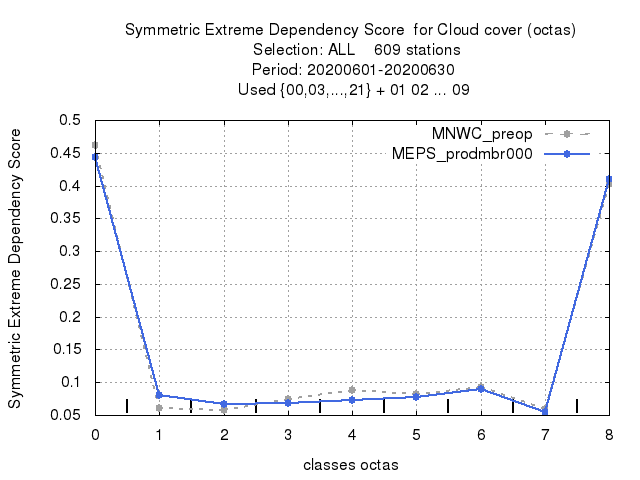 Symmetric Extreme Dependency Score for Cloud cover (octas)
Selection: ALL 609 stations
Period: 20200601-20200630
Used {00,03,...,21} + 01 02 ... 09
Symmetric Extreme Dependency Score
0.5
0.45
0.4
0.35
0.3
0.25
0.2
0.15
0.1
0.05
MNWC_preop
MEPS_prodmbr000
0 1 2 3 4 5 6 7 8
classes octas